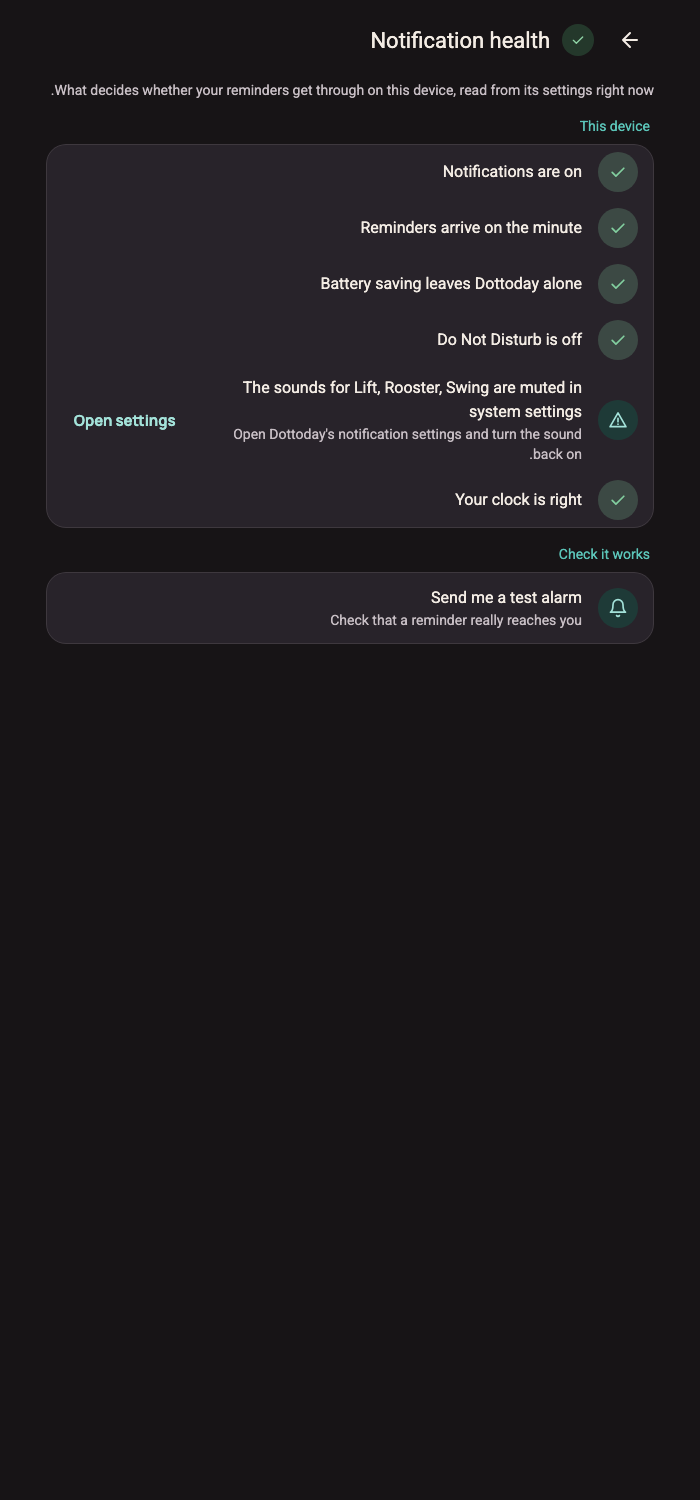 Notification health
What decides whether your reminders get through on this device, read from its settings right now.
This device
Notifications are on
Reminders arrive on the minute
Battery saving leaves Dottoday alone
Do Not Disturb is off
The sounds for Lift, Rooster, Swing are muted in
system settings
Open Dottoday's notification settings and turn the sound
back on.
Open settings
Your clock is right
Check it works
Send me a test alarm
Check that a reminder really reaches you